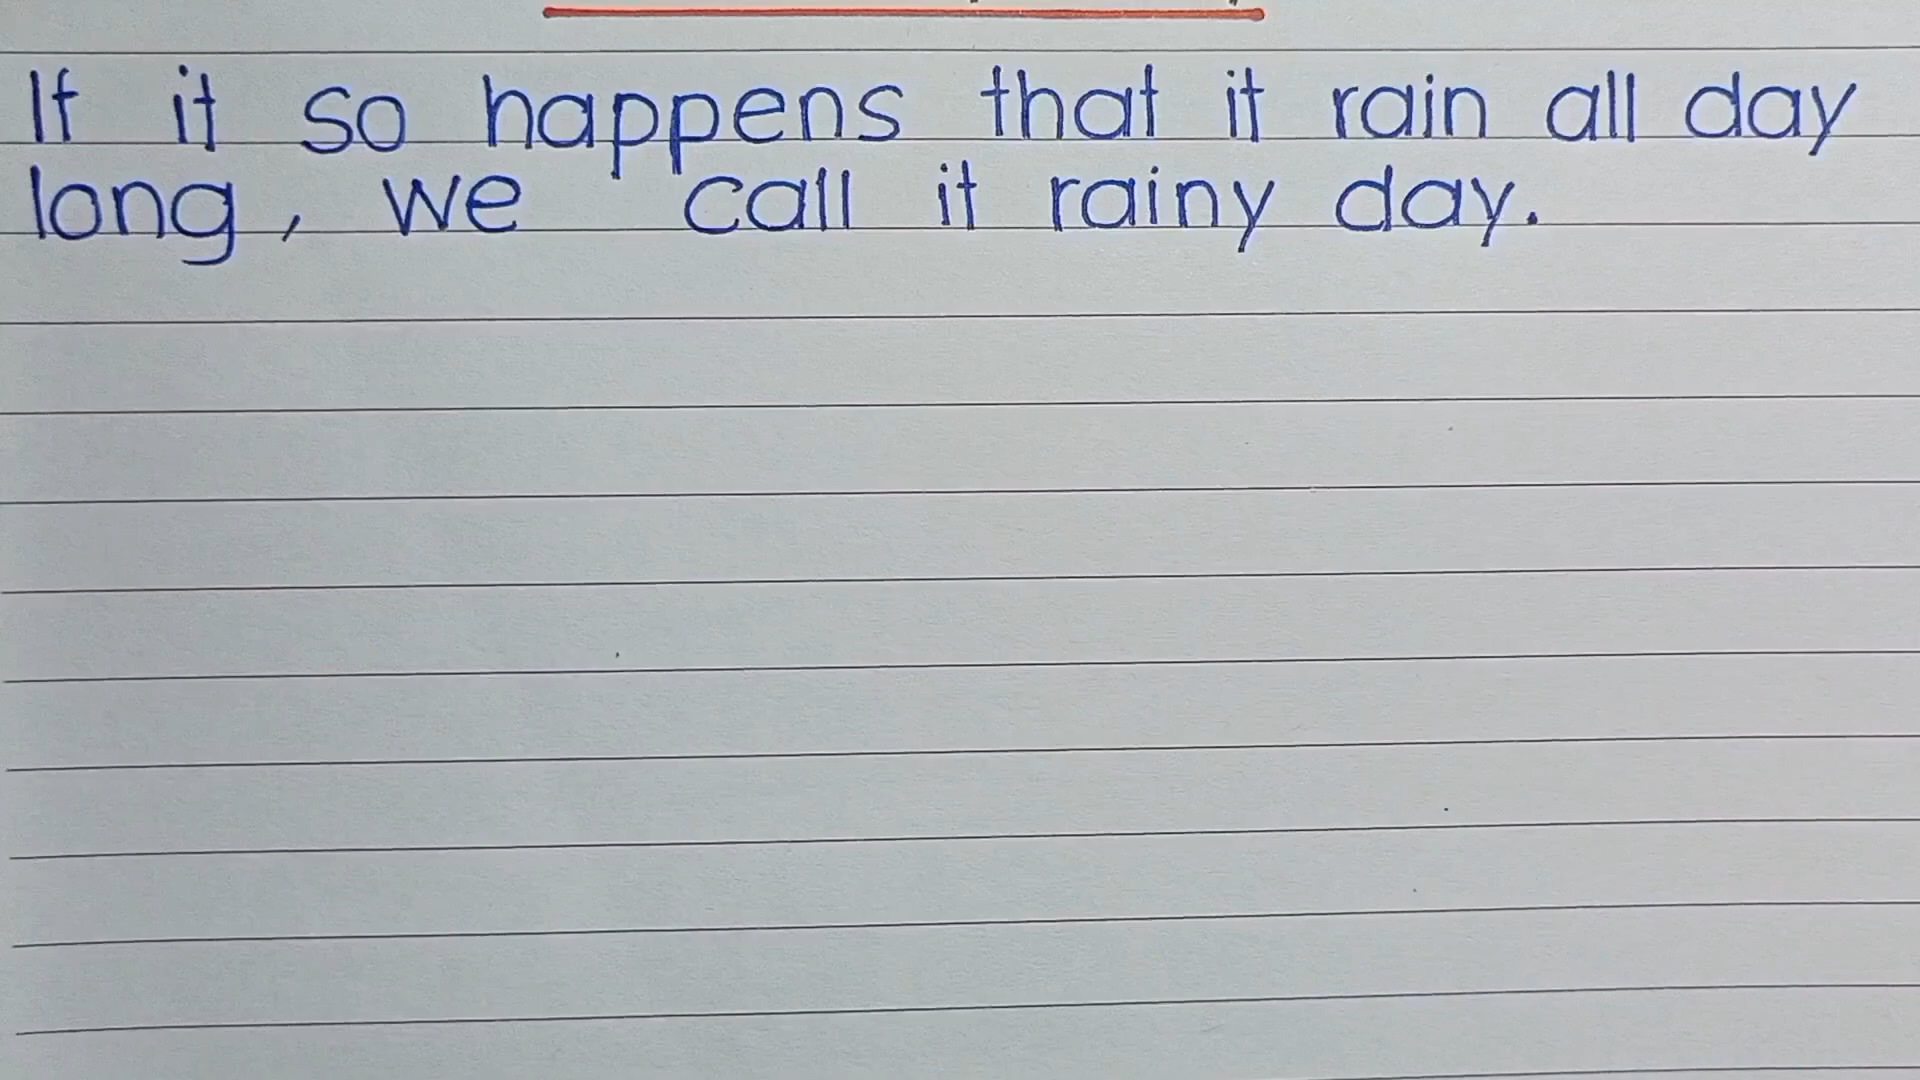 If it so happens that it rain all day
long, we call it rainy day.